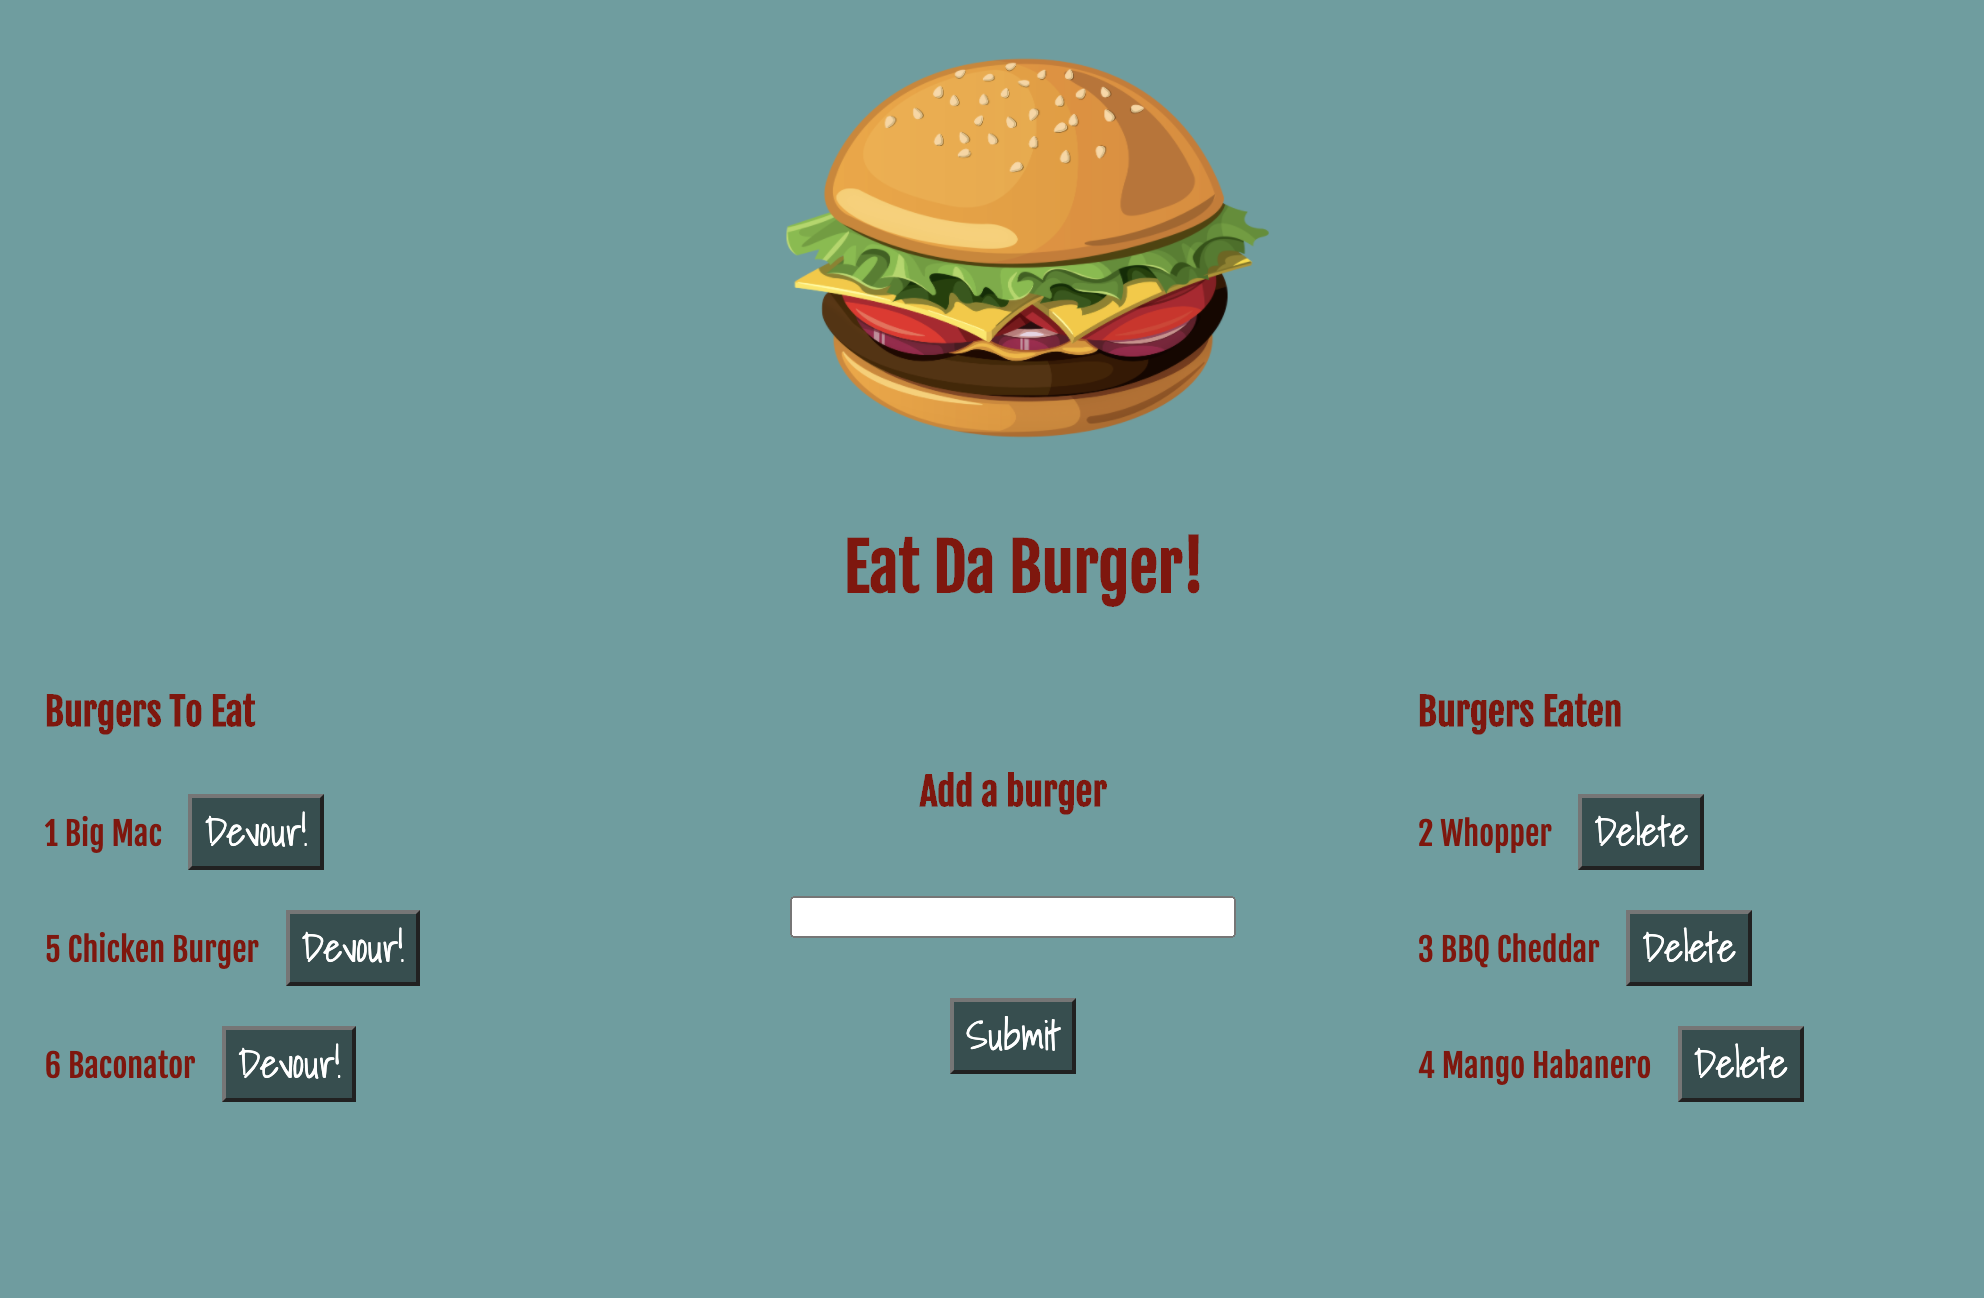 Eat Da Burger!
Burgers To Eat
1 Big Mac Devour!
5 Chicken Burger Devour!
6 Baconator Devour!
Add a burger
Submit
Burgers Eaten
2 Whopper Delete
3 BBQ Cheddar Delete
4 Mango Habanero Delete